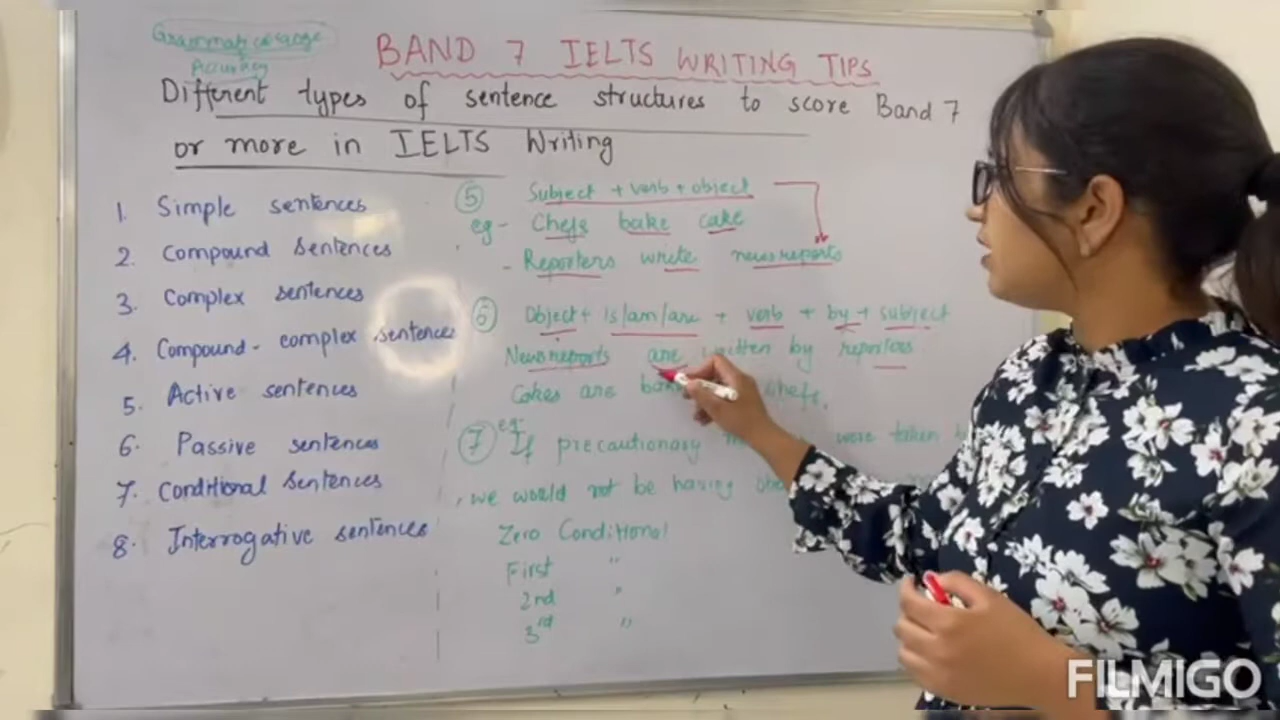 Grammatical range
+
Accuracy
BAND 7 IELTS WRITING TIPS
Different types of sentence structures to score Band 7
or more in IELTS Writing
1. Simple sentences
2. Compound sentences
3. Complex sentences
4. Compound-complex sentences
5. Active sentences
6. Passive sentences
7. Conditional sentences
8. Interrogative sentences
5 Subject + verb + object
eg - Chefs bake cake
- Reporters write newsreports
6 Object + is/am/are + verb + by + subject
Newsreports are written by reporters.
Cakes are chefs.
7 eg If precautionary were taken
, we would not be having
Zero Conditional
First "
2nd "
3rd "
FILMIGO